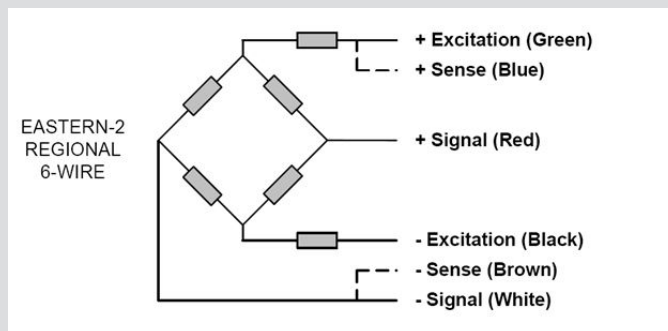 + Excitation (Green)
+ Sense (Blue)
EASTERN-2
REGIONAL
6-WIRE
+ Signal (Red)
- Excitation (Black)
- Sense (Brown)
- Signal (White)